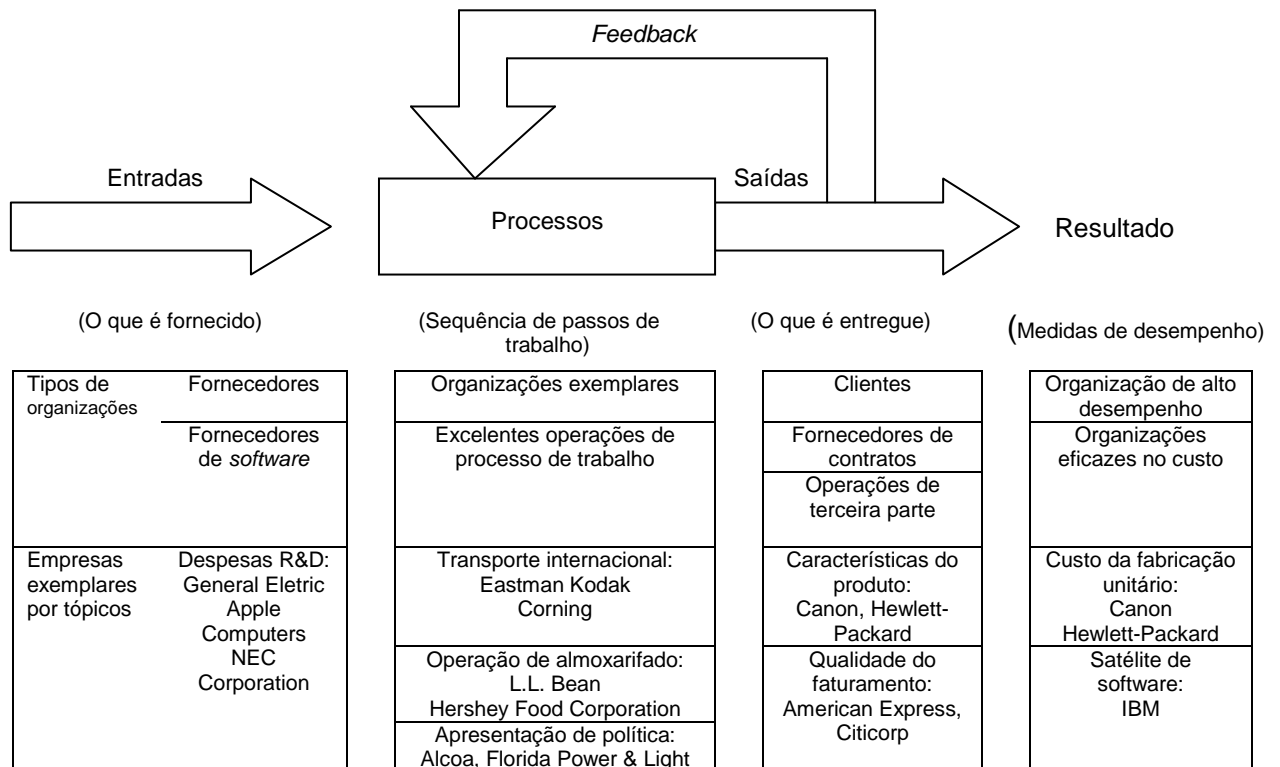 Feedback
Entradas
Processos
Saídas
Resultado
(O que é fornecido)
(Sequência de passos de
trabalho)
(O que é entregue)
(Medidas de desempenho)
Tipos de
organizações
Fornecedores
Fornecedores
de software
Empresas
exemplares
por tópicos
Despesas R&D:
General Eletric
Apple
Computers
NEC
Corporation
Organizações exemplares
Excelentes operações de
processo de trabalho
Transporte internacional:
Eastman Kodak
Corning
Operação de almoxarifado:
L.L. Bean
Hershey Food Corporation
Apresentação de política:
Alcoa, Florida Power & Light
Clientes
Fornecedores de
contratos
Operações de
terceira parte
Características do
produto:
Canon, Hewlett-
Packard
Qualidade do
faturamento:
American Express,
Citicorp
Organização de alto
desempenho
Organizações
eficazes no custo
Custo da fabricação
unitário:
Canon
Hewlett-Packard
Satélite de
software:
IBM